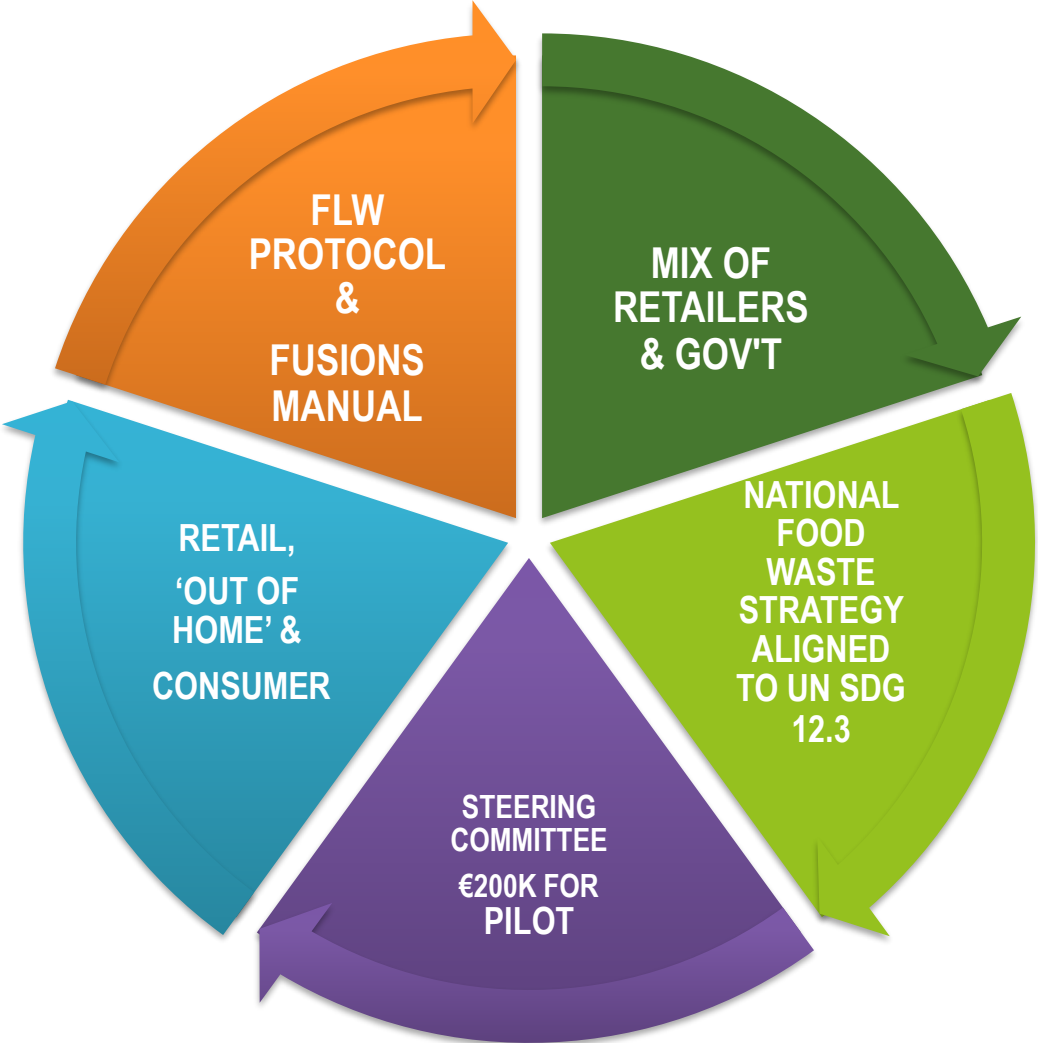 MIX OF
RETAILERS
& GOV'T
NATIONAL
FOOD
WASTE
STRATEGY
ALIGNED
TO UN SDG
12.3
STEERING
COMMITTEE
€200K FOR
PILOT
RETAIL,
‘OUT OF
HOME’ &
CONSUMER
FLW
PROTOCOL
&
FUSIONS
MANUAL